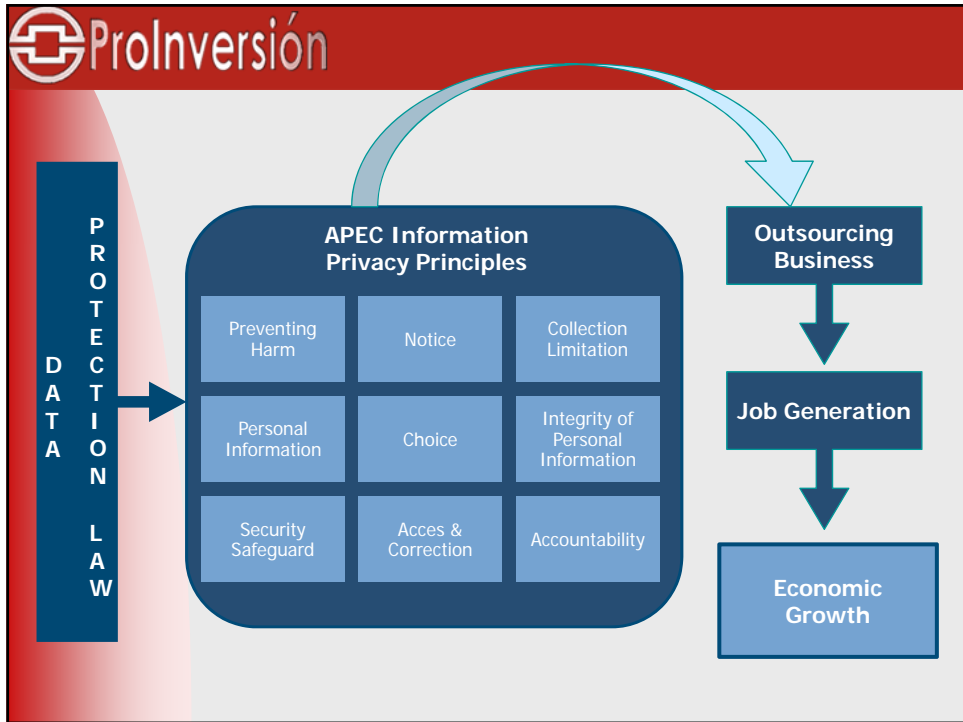 ProInversión
DATA
PROTECTION LAW
APEC Information
Privacy Principles
Preventing
Harm
Notice
Collection
Limitation
Personal
Information
Choice
Integrity of
Personal
Information
Security
Safeguard
Acces &
Correction
Accountability
Outsourcing
Business
Job Generation
Economic
Growth